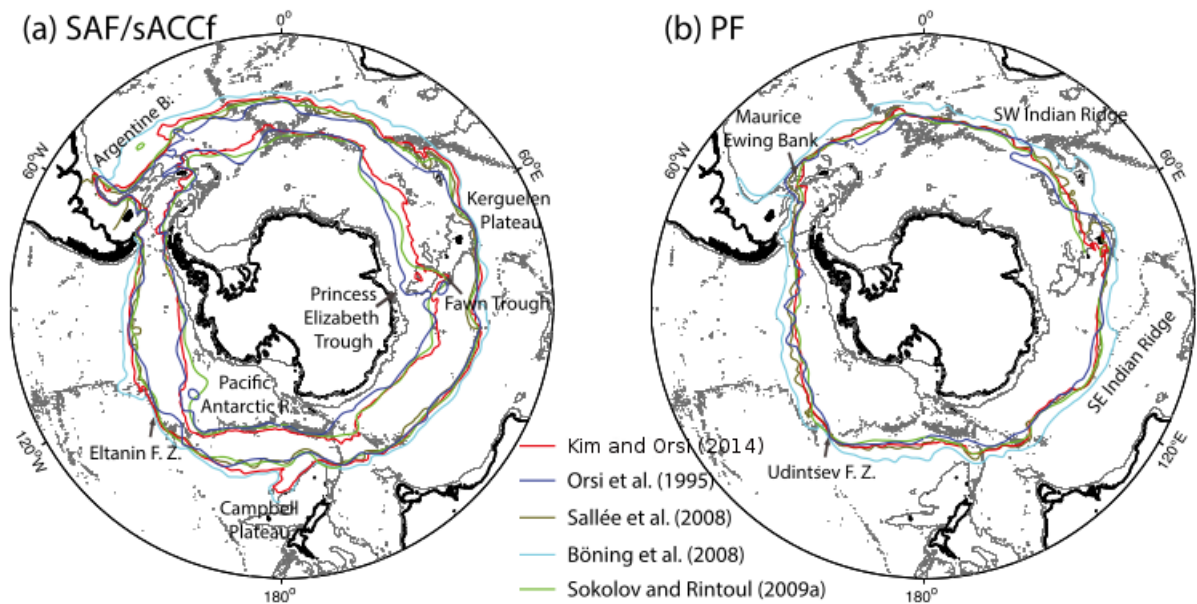 (a) SAF/sACCf
0°
Argentine B.
60°W
60°E
Kerguelen
Plateau
Fawn Trough
Princess
Elizabeth
Trough
Pacific
Antarctic R.
Eltanin F. Z.
120°W
Campbell
Plateau
180°
Kim and Orsi (2014)
Orsi et al. (1995)
Sallée et al. (2008)
Böning et al. (2008)
Sokolov and Rintoul (2009a)
(b) PF
0°
Maurice
Ewing Bank
SW Indian Ridge
60°W
60°E
SE Indian Ridge
120°E
Udintsev F. Z.
180°